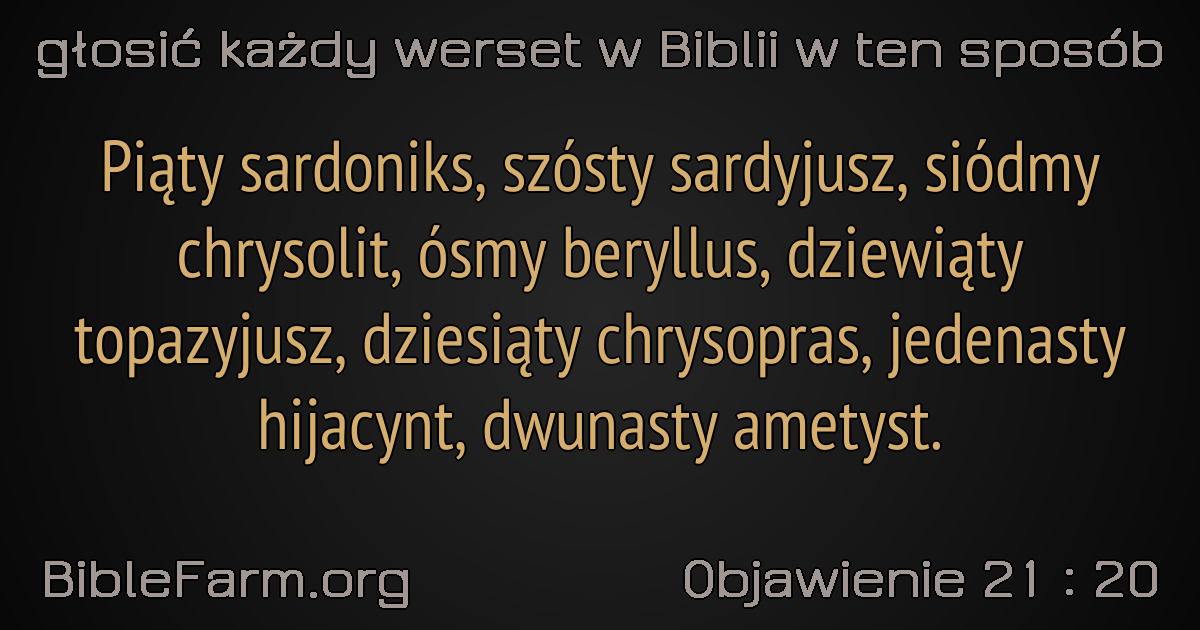 głosić każdy werset w Biblii w ten sposób
Piąty sardoniks, szósty sardyjusz, siódmy
chrysolit, ósmy beryllus, dziewiąty
topazyjusz, dziesiąty chrysopras, jedenasty
hijacynt, dwunasty ametyst.
BibleFarm.org
Objawienie 21 : 20